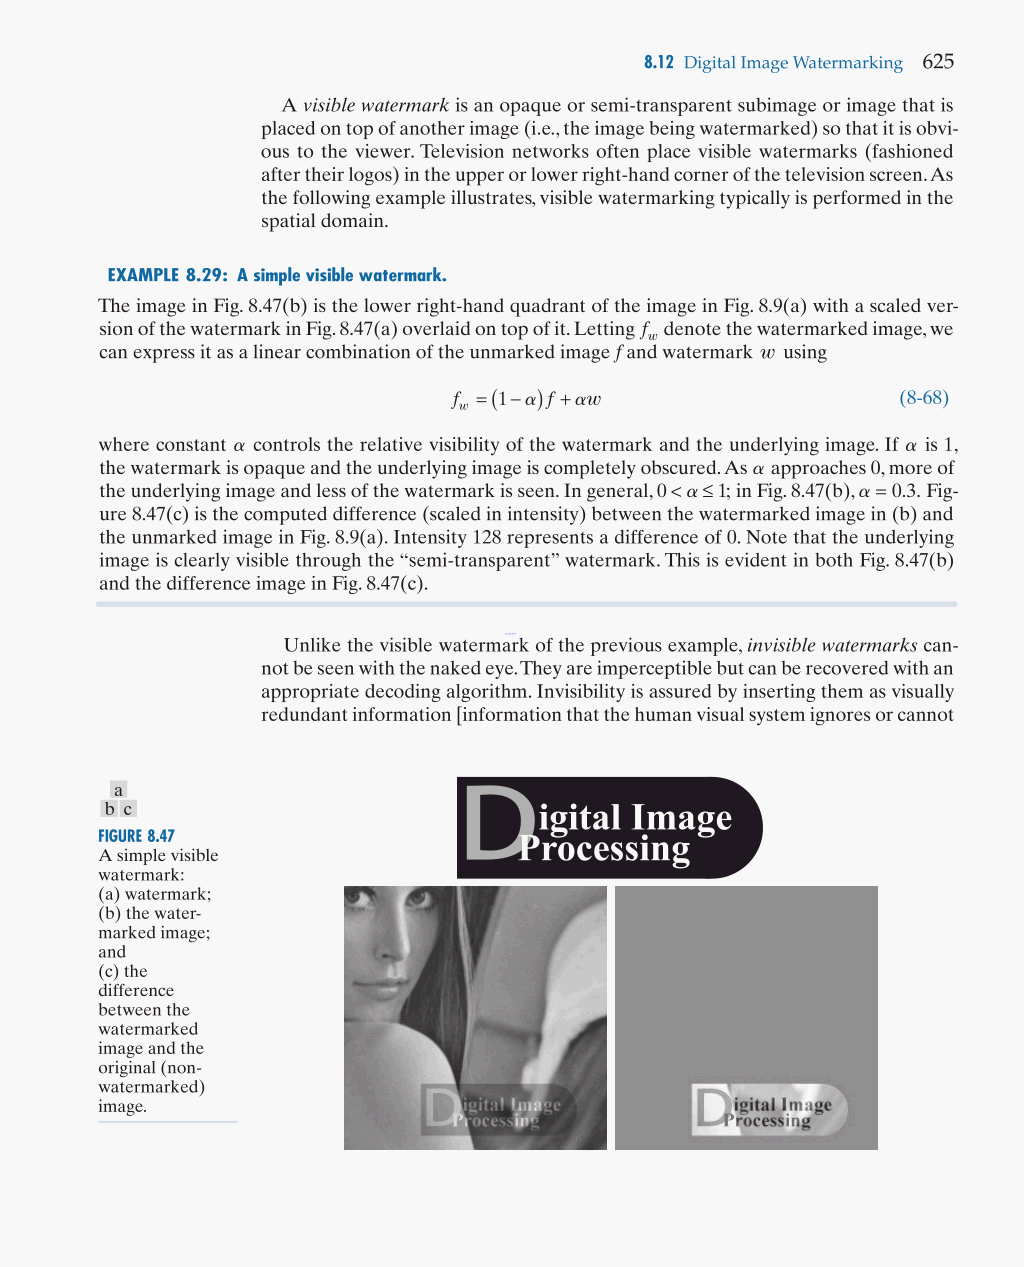 8.12 Digital Image Watermarking 625
A visible watermark is an opaque or semi-transparent subimage or image that is
placed on top of another image (i.e., the image being watermarked) so that it is obvi-
ous to the viewer. Television networks often place visible watermarks (fashioned
after their logos) in the upper or lower right-hand corner of the television screen. As
the following example illustrates, visible watermarking typically is performed in the
spatial domain.
EXAMPLE 8.29: A simple visible watermark.
The image in Fig. 8.47(b) is the lower right-hand quadrant of the image in Fig. 8.9(a) with a scaled ver-
sion of the watermark in Fig. 8.47(a) overlaid on top of it. Letting f_w denote the watermarked image, we
can express it as a linear combination of the unmarked image f and watermark w using
f_w = (1 − α) f + αw (8-68)
where constant α controls the relative visibility of the watermark and the underlying image. If α is 1,
the watermark is opaque and the underlying image is completely obscured. As α approaches 0, more of
the underlying image and less of the watermark is seen. In general, 0 < α ≤ 1; in Fig. 8.47(b), α = 0.3. Fig-
ure 8.47(c) is the computed difference (scaled in intensity) between the watermarked image in (b) and
the unmarked image in Fig. 8.9(a). Intensity 128 represents a difference of 0. Note that the underlying
image is clearly visible through the “semi-transparent” watermark. This is evident in both Fig. 8.47(b)
and the difference image in Fig. 8.47(c).
Unlike the visible watermark of the previous example, invisible watermarks can-
not be seen with the naked eye. They are imperceptible but can be recovered with an
appropriate decoding algorithm. Invisibility is assured by inserting them as visually
redundant information [information that the human visual system ignores or cannot
a
b c
FIGURE 8.47
A simple visible
watermark:
(a) watermark;
(b) the water-
marked image;
and
(c) the
difference
between the
watermarked
image and the
original (non-
watermarked)
image.
Digital Image
Processing
Digital Image
Processing
Digital Image
Processing